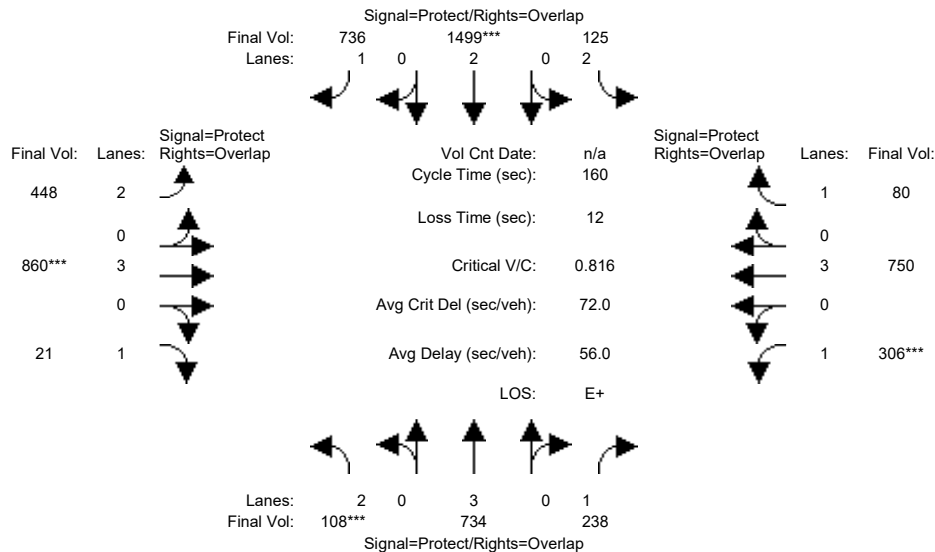 Signal=Protect/Rights=Overlap
Final Vol: 736 1499*** 125
Lanes: 1 0 2 0 2
Signal=Protect
Final Vol: Lanes: Rights=Overlap
448 2
0
860*** 3
0
21 1
Vol Cnt Date: n/a
Cycle Time (sec): 160
Loss Time (sec): 12
Critical V/C: 0.816
Avg Crit Del (sec/veh): 72.0
Avg Delay (sec/veh): 56.0
LOS: E+
Signal=Protect
Rights=Overlap Lanes: Final Vol:
1 80
0
3 750
0
1 306***
Lanes: 2 0 3 0 1
Final Vol: 108*** 734 238
Signal=Protect/Rights=Overlap